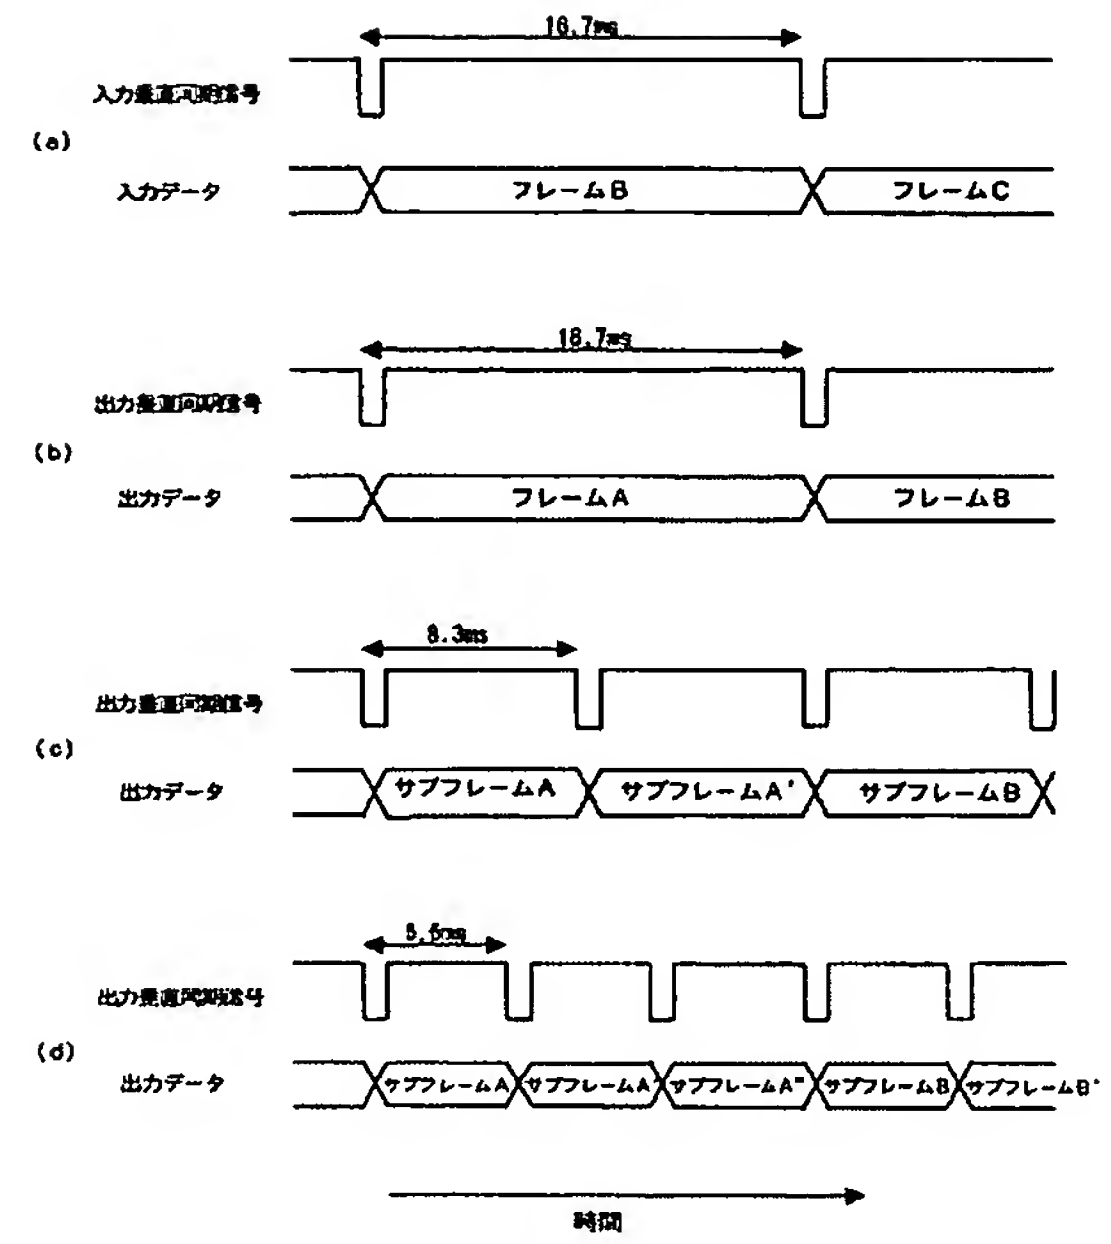 16.7ms
入力垂直同期信号
(a)
入力データ
フレームB
フレームC
16.7ms
出力垂直同期信号
(b)
出力データ
フレームA
フレームB
8.3ms
出力垂直同期信号
(c)
出力データ
サブフレームA
サブフレームA'
サブフレームB
5.6ms
出力垂直同期信号
(d)
出力データ
サブフレームA
サブフレームA'
サブフレームA"
サブフレームB
サブフレームB'
時間